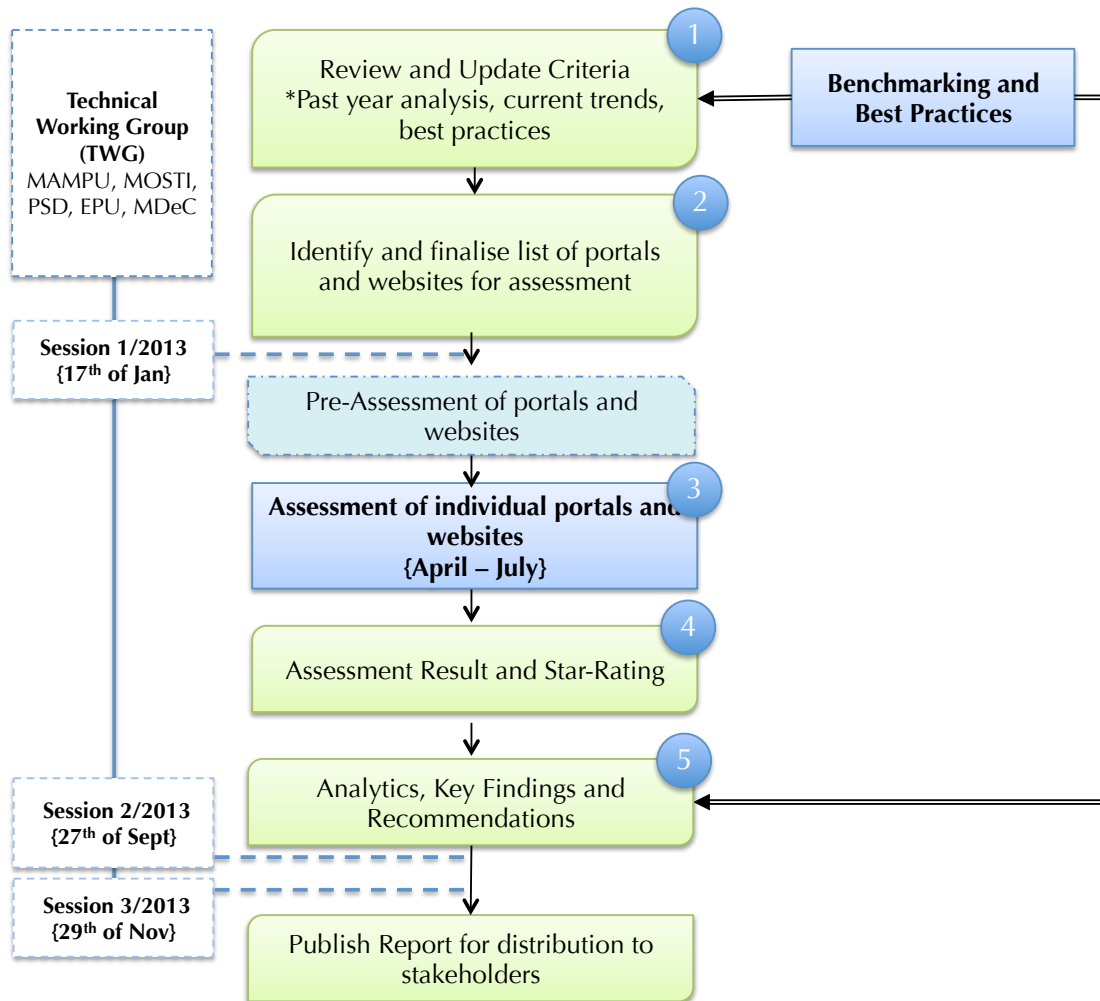 Technical
Working Group
(TWG)
MAMPU, MOSTI,
PSD, EPU, MDeC
1
Review and Update Criteria
*Past year analysis, current trends,
best practices
Benchmarking and
Best Practices
2
Identify and finalise list of portals
and websites for assessment
Session 1/2013
{17th of Jan}
Pre-Assessment of portals and
websites
3
Assessment of individual portals and
websites
{April – July}
4
Assessment Result and Star-Rating
5
Analytics, Key Findings and
Recommendations
Session 2/2013
{27th of Sept}
Session 3/2013
{29th of Nov}
Publish Report for distribution to
stakeholders